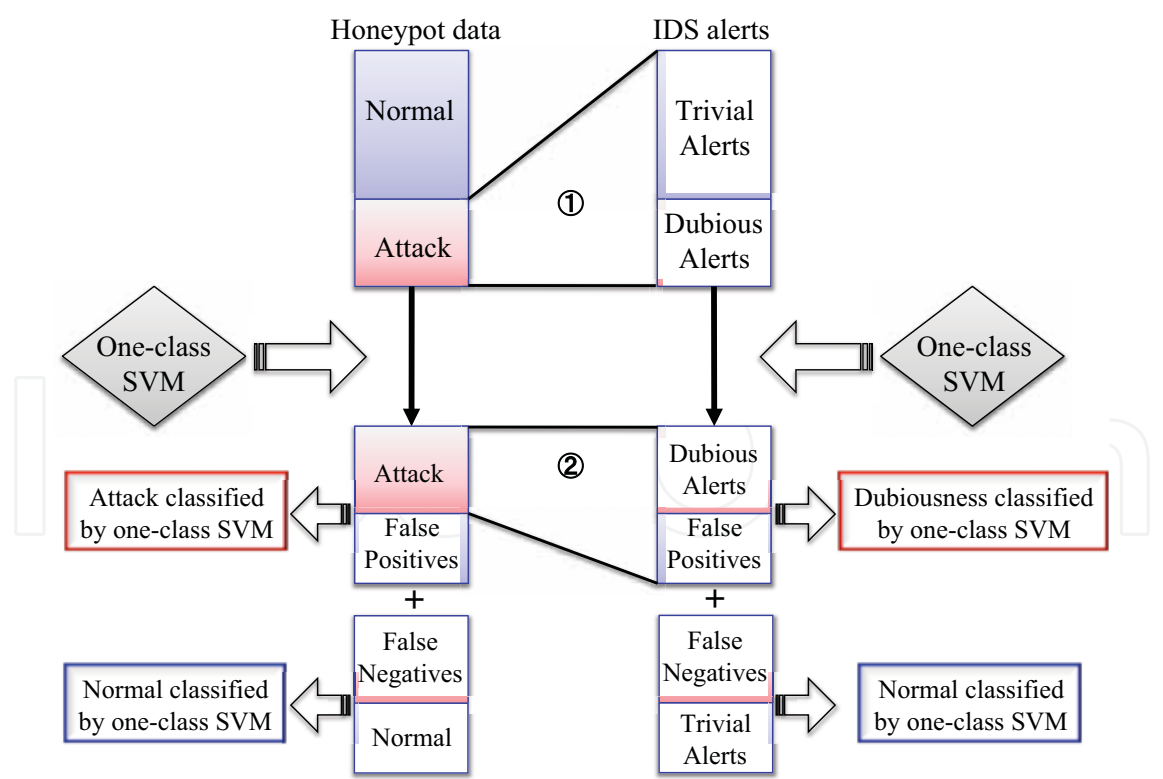 Honeypot data
IDS alerts
Normal
Trivial
Alerts
①
Attack
Dubious
Alerts
One-class
SVM
One-class
SVM
Attack
②
Dubious
Alerts
Attack classified
by one-class SVM
False
Positives
False
Positives
Dubiousness classified
by one-class SVM
+
+
False
Negatives
False
Negatives
Normal classified
by one-class SVM
Normal
Trivial
Alerts
Normal classified
by one-class SVM